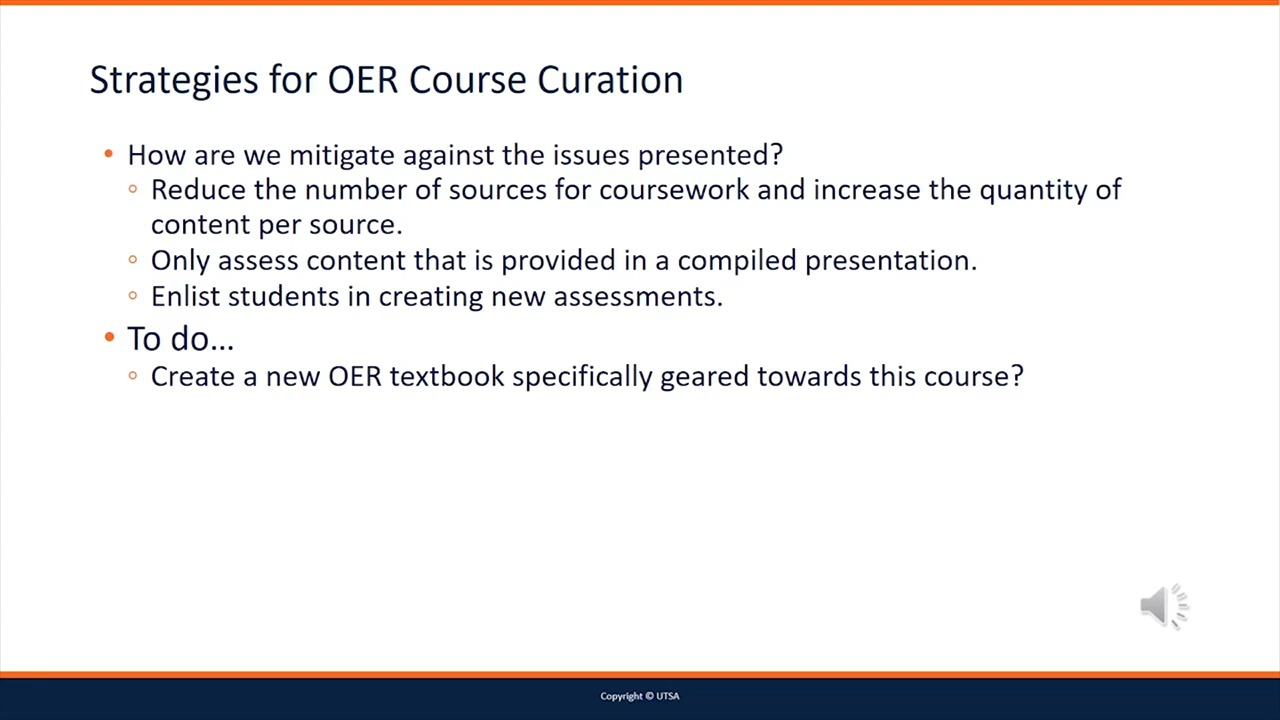 Strategies for OER Course Curation
• How are we mitigate against the issues presented?
◦ Reduce the number of sources for coursework and increase the quantity of
content per source.
◦ Only assess content that is provided in a compiled presentation.
◦ Enlist students in creating new assessments.
• To do...
◦ Create a new OER textbook specifically geared towards this course?
Copyright © UTSA